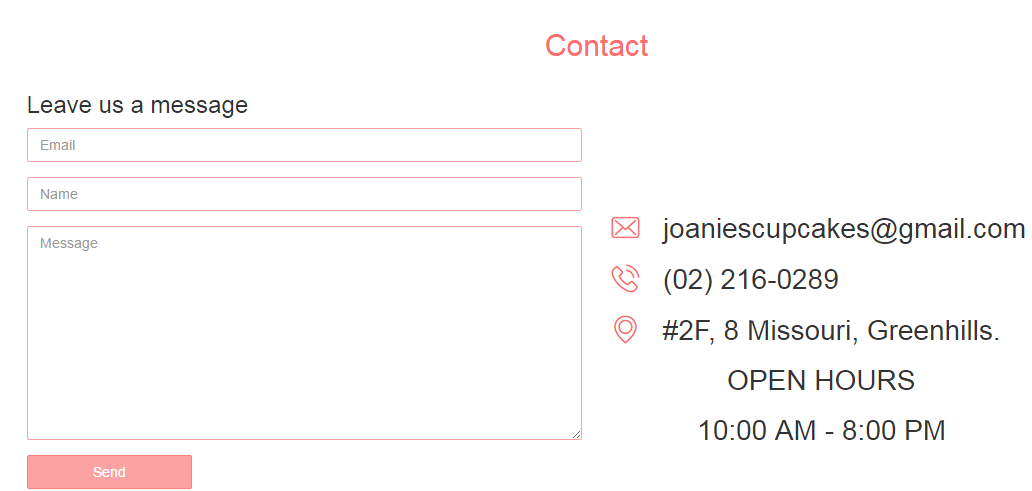 Contact
Leave us a message
Email
Name
Message
Send
joaniescupcakes@gmail.com
(02) 216-0289
#2F, 8 Missouri, Greenhills.
OPEN HOURS
10:00 AM - 8:00 PM